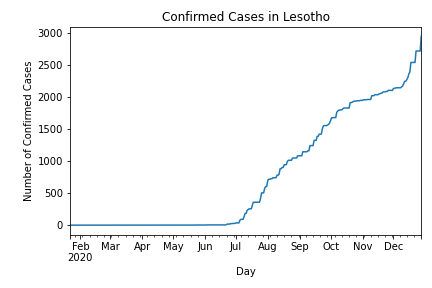 Confirmed Cases in Lesotho
3000
2500
2000
1500
1000
500
0
Number of Confirmed Cases
Feb Mar Apr May Jun Jul Aug Sep Oct Nov Dec
2020
Day